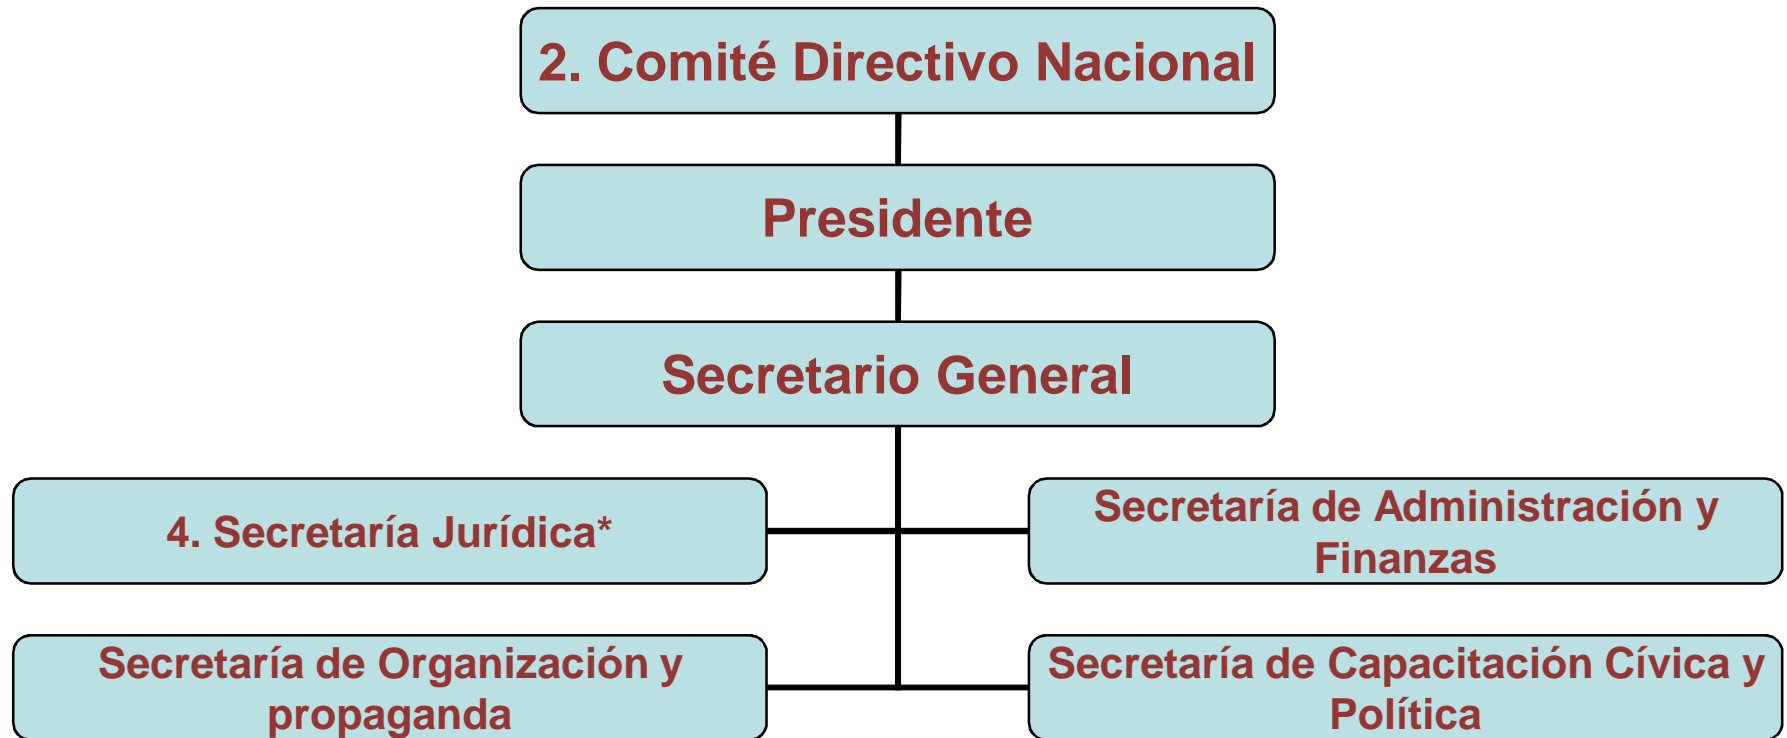 2. Comité Directivo Nacional
Presidente
Secretario General
4. Secretaría Jurídica*
Secretaría de Administración y
Finanzas
Secretaría de Organización y
propaganda
Secretaría de Capacitación Cívica y
Política